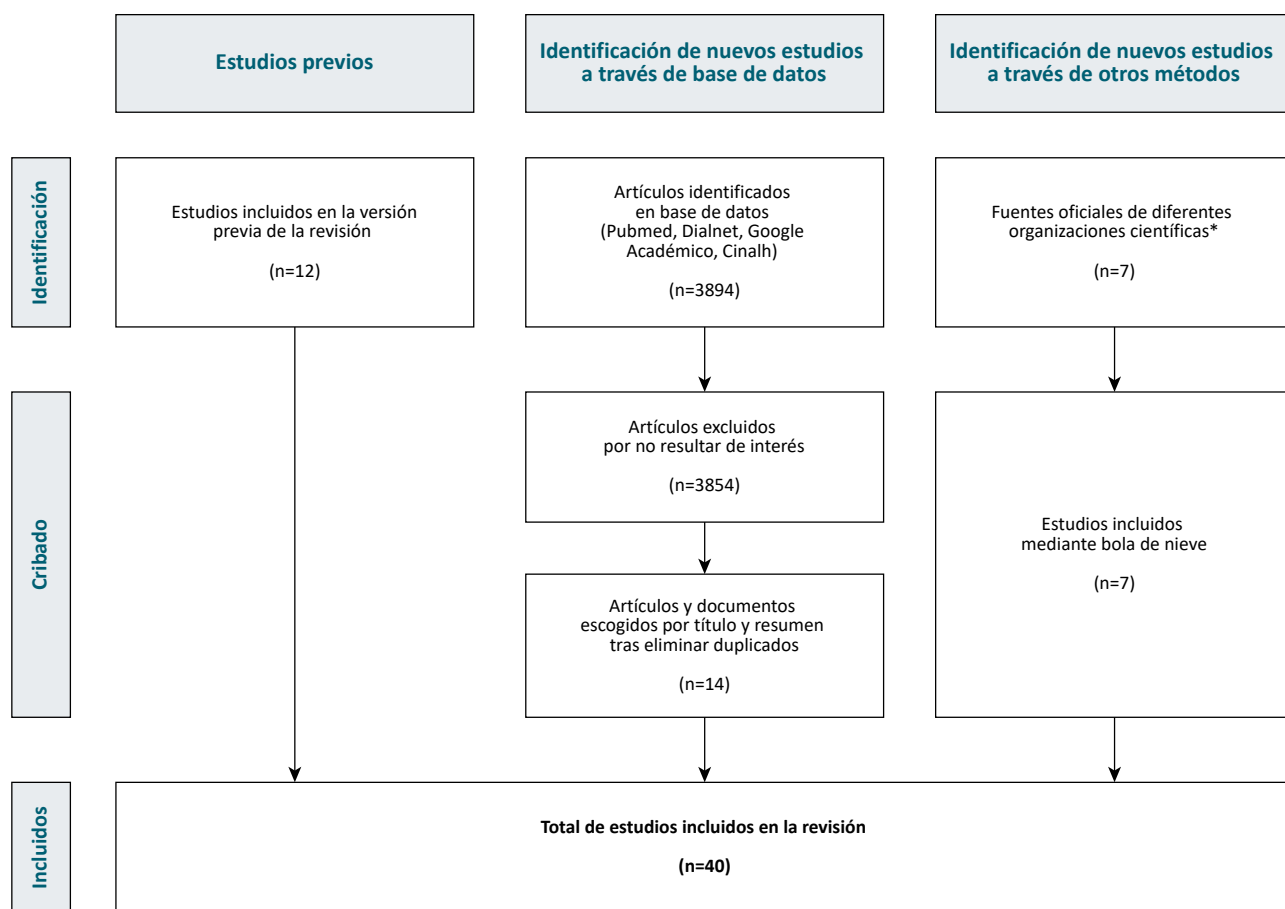 Estudios previos
Identificación de nuevos estudios
a través de base de datos
Identificación de nuevos estudios
a través de otros métodos
Identificación
Estudios incluidos en la versión
previa de la revisión
(n=12)
Artículos identificados
en base de datos
(Pubmed, Dialnet, Google
Académico, Cinalh)
(n=3894)
Fuentes oficiales de diferentes
organizaciones científicas*
(n=7)
Cribado
Artículos excluidos
por no resultar de interés
(n=3854)
Artículos y documentos
escogidos por título y resumen
tras eliminar duplicados
(n=14)
Estudios incluidos
mediante bola de nieve
(n=7)
Incluidos
Total de estudios incluidos en la revisión
(n=40)